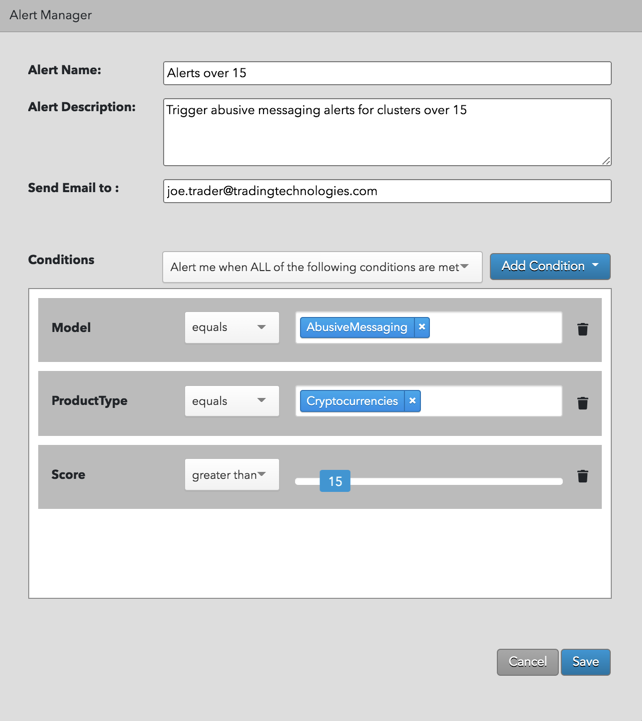 Alert Manager
Alert Name: Alerts over 15
Alert Description: Trigger abusive messaging alerts for clusters over 15
Send Email to : joe.trader@tradingtechnologies.com
Conditions Alert me when ALL of the following conditions are met Add Condition
Model equals AbusiveMessaging ×
ProductType equals Cryptocurrencies ×
Score greater than 15
Cancel Save